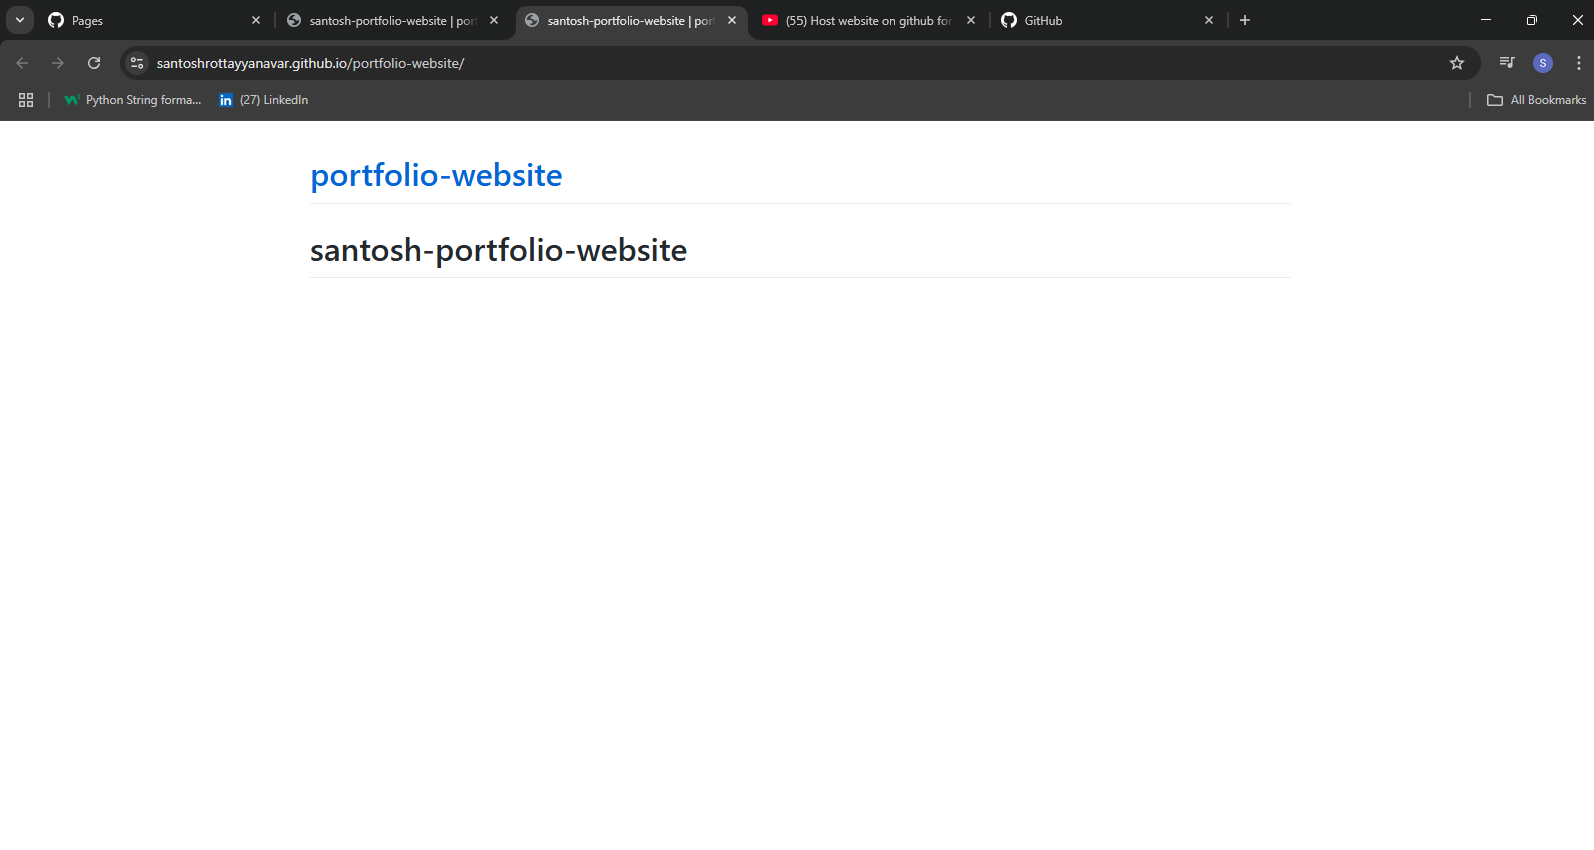 Pages
santosh-portfolio-website | por
santosh-portfolio-website | por
(55) Host website on github for
GitHub
santoshrottayyanavar.github.io/portfolio-website/
S
Python String forma...
in (27) LinkedIn
All Bookmarks
portfolio-website
santosh-portfolio-website